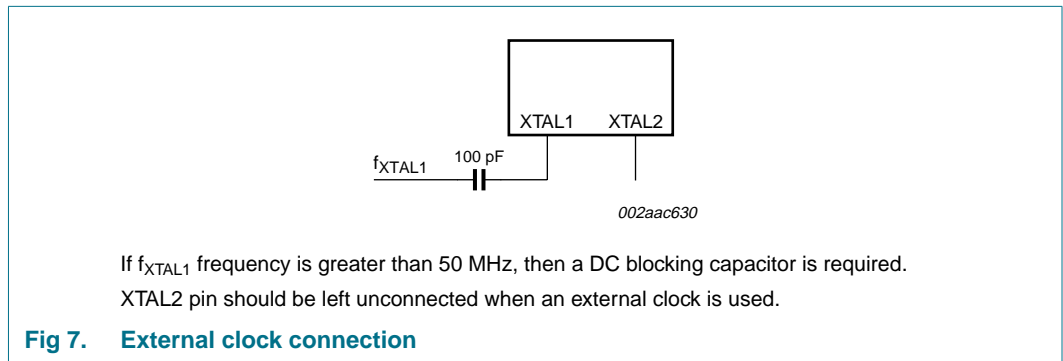 XTAL1 XTAL2
fXTAL1 100 pF
002aac630
If fXTAL1 frequency is greater than 50 MHz, then a DC blocking capacitor is required.
XTAL2 pin should be left unconnected when an external clock is used.
Fig 7. External clock connection